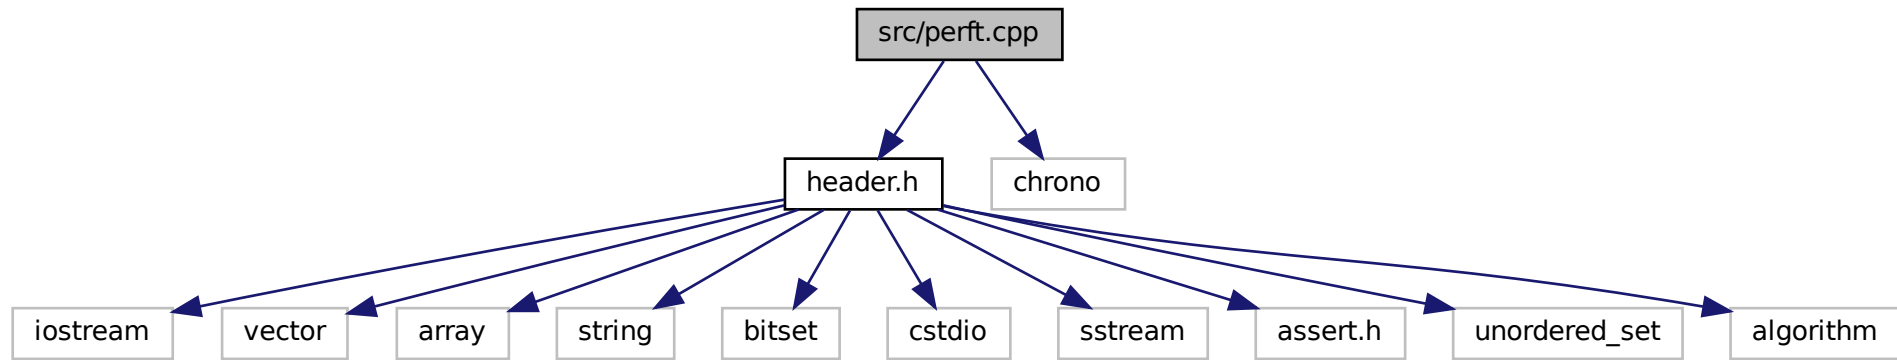 src/perft.cpp
header.h
chrono
iostream
vector
array
string
bitset
cstdio
sstream
assert.h
unordered_set
algorithm